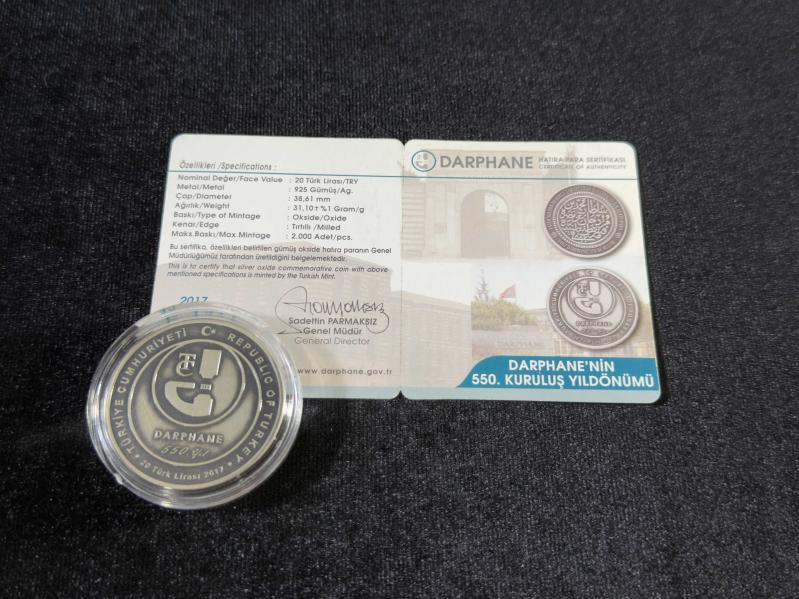 Özellikleri /Specifications :
Nominal Değer/Face Value : 20 Türk Lirası/TRY
Metal/Metal : 925 Gümüş/Ag.
Çap/Diameter : 38,61 mm
Ağırlık/Weight : 31,10± %1 Gram/g
Baskı/Type of Mintage : Okside/Oxide
Kenar/Edge : Tırtıllı /Milled
Maks.Baskı/Max.Mintage : 2.000 Adet/pcs.
Bu sertifika, özellikleri belirtilen gümüş okside hatıra paranın Genel
Müdürlüğümüz tarafından üretildiğini belgelemektedir.
This is to certify that silver oxide commemorative coin with above
mentioned specifications is minted by the Turkish Mint.
2017
Sadettin PARMAKSIZ
Genel Müdür
General Director
www.darphane.gov.tr
DARPHANE
HATIRA PARA SERTİFİKASI
CERTIFICATE OF AUTHENTICITY
DARPHANE
DARPHANE'NİN
550. KURULUŞ YILDÖNÜMÜ
TÜRKİYE CUMHURİYETİ REPUBLIC OF TURKEY
TC
DARPHANE
550. yıl
20 Türk Lirası 2017